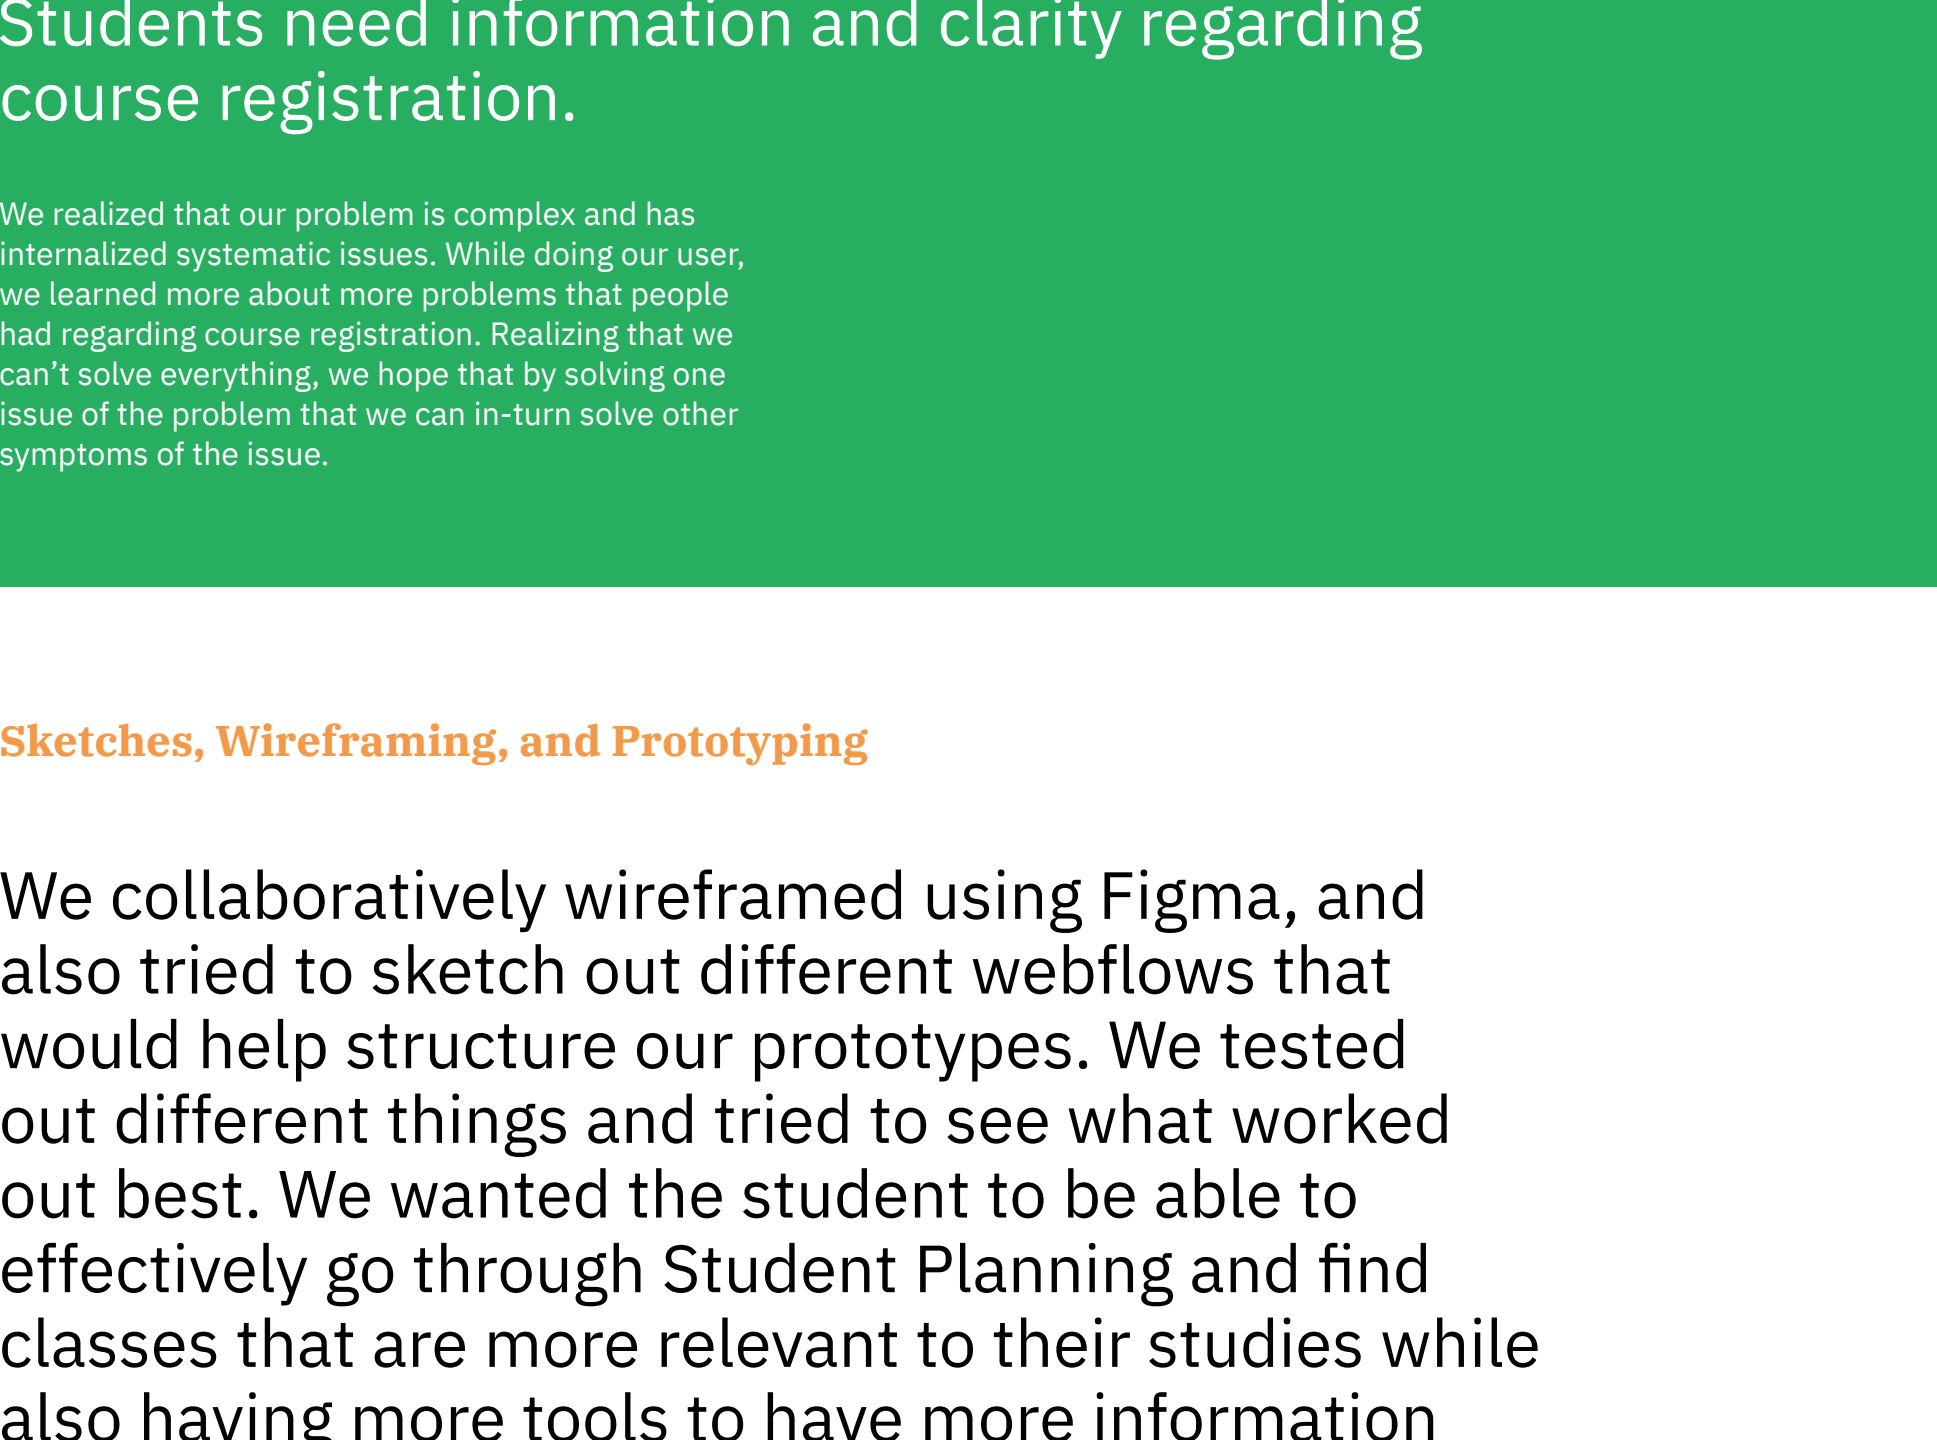 Students need information and clarity regarding
course registration.
We realized that our problem is complex and has
internalized systematic issues. While doing our user,
we learned more about more problems that people
had regarding course registration. Realizing that we
can’t solve everything, we hope that by solving one
issue of the problem that we can in-turn solve other
symptoms of the issue.
Sketches, Wireframing, and Prototyping
We collaboratively wireframed using Figma, and
also tried to sketch out different webflows that
would help structure our prototypes. We tested
out different things and tried to see what worked
out best. We wanted the student to be able to
effectively go through Student Planning and find
classes that are more relevant to their studies while
also having more tools to have more information